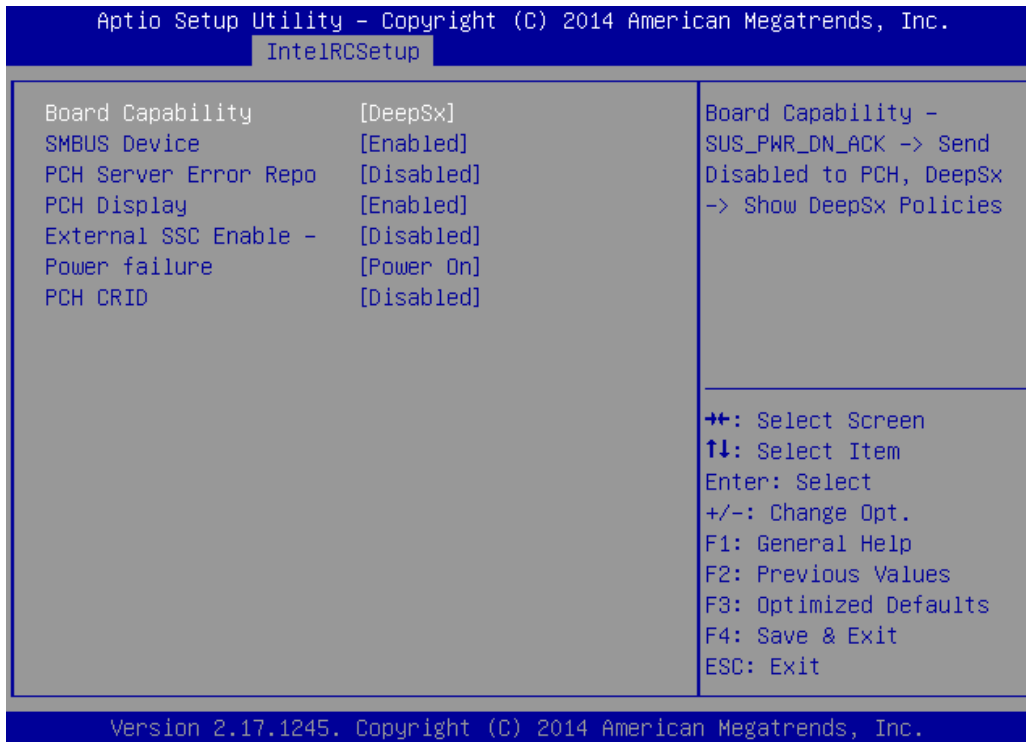 Aptio Setup Utility – Copyright (C) 2014 American Megatrends, Inc.
IntelRCSetup
Board Capability [DeepSx]
SMBUS Device [Enabled]
PCH Server Error Repo [Disabled]
PCH Display [Enabled]
External SSC Enable – [Disabled]
Power failure [Power On]
PCH CRID [Disabled]
Board Capability –
SUS_PWR_DN_ACK –> Send
Disabled to PCH, DeepSx
–> Show DeepSx Policies
→←: Select Screen
↑↓: Select Item
Enter: Select
+/–: Change Opt.
F1: General Help
F2: Previous Values
F3: Optimized Defaults
F4: Save & Exit
ESC: Exit
Version 2.17.1245. Copyright (C) 2014 American Megatrends, Inc.